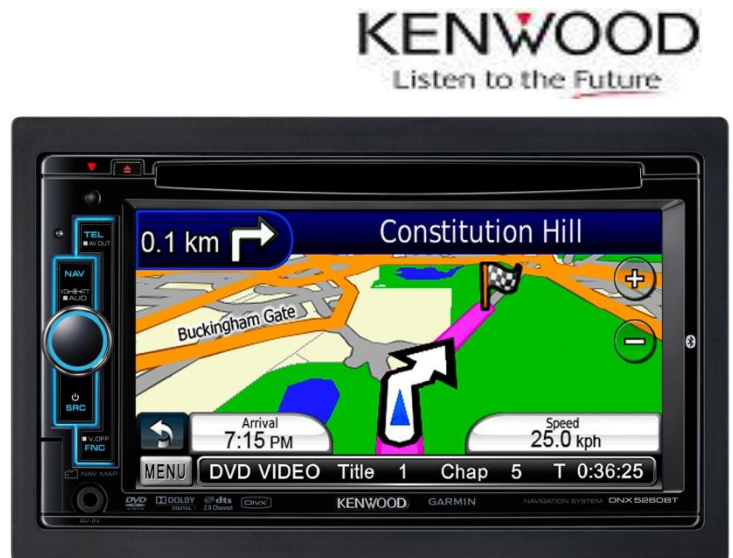 KENWOOD
Listen to the Future
TEL
AV OUT
NAV
AUD
SRC
V.OFF
FNC
NAV MAP
AV-IN
0.1 km
Constitution Hill
Buckingham Gate
Arrival
7:15 PM
Speed
25.0 kph
MENU
DVD VIDEO Title 1 Chap 5 T 0:36:25
DVD
VIDEO
DOLBY
DIGITAL
dts
2.0 Channel
DIVX
KENWOOD
GARMIN
NAVIGATION SYSTEM DNX5260BT